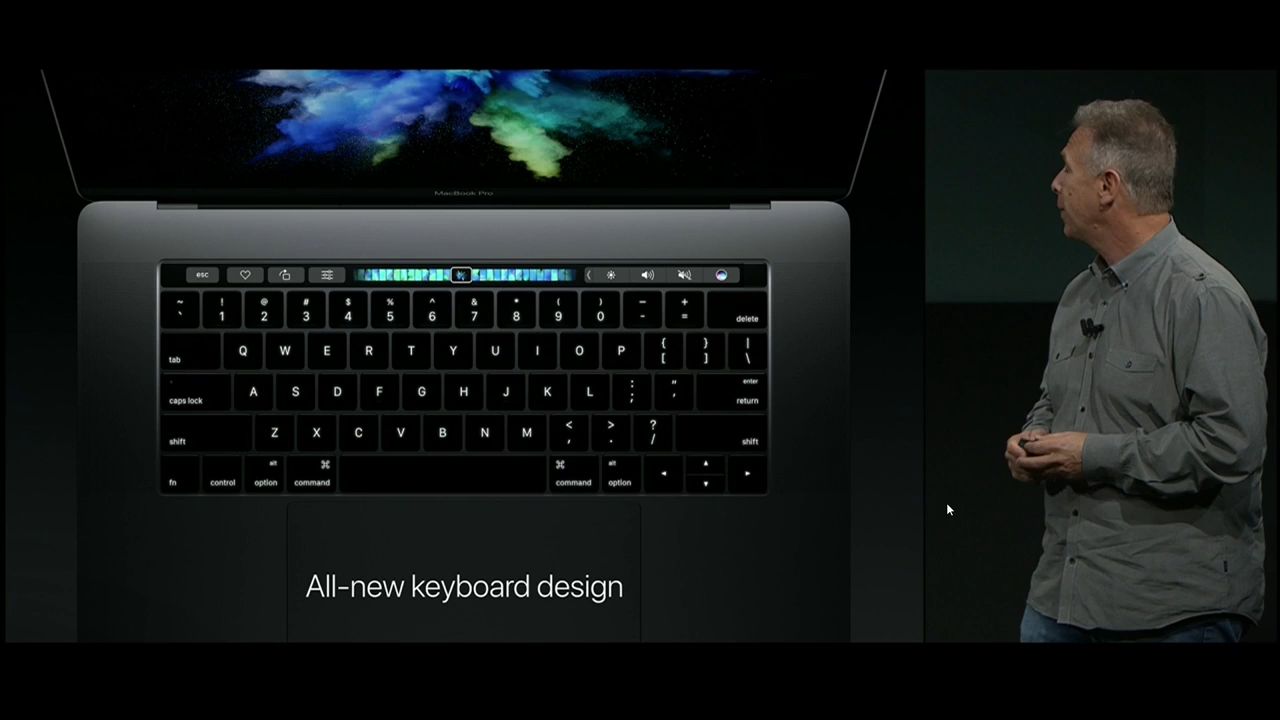 MacBook Pro
esc
~ ! @ # $ % ^ & * ( ) _ +
` 1 2 3 4 5 6 7 8 9 0 - = delete
tab Q W E R T Y U I O P { [ } ] | \
caps lock A S D F G H J K L : ; " ' enter return
shift Z X C V B N M < , > . ? / shift
fn control alt option ⌘ command ⌘ command alt option
All-new keyboard design